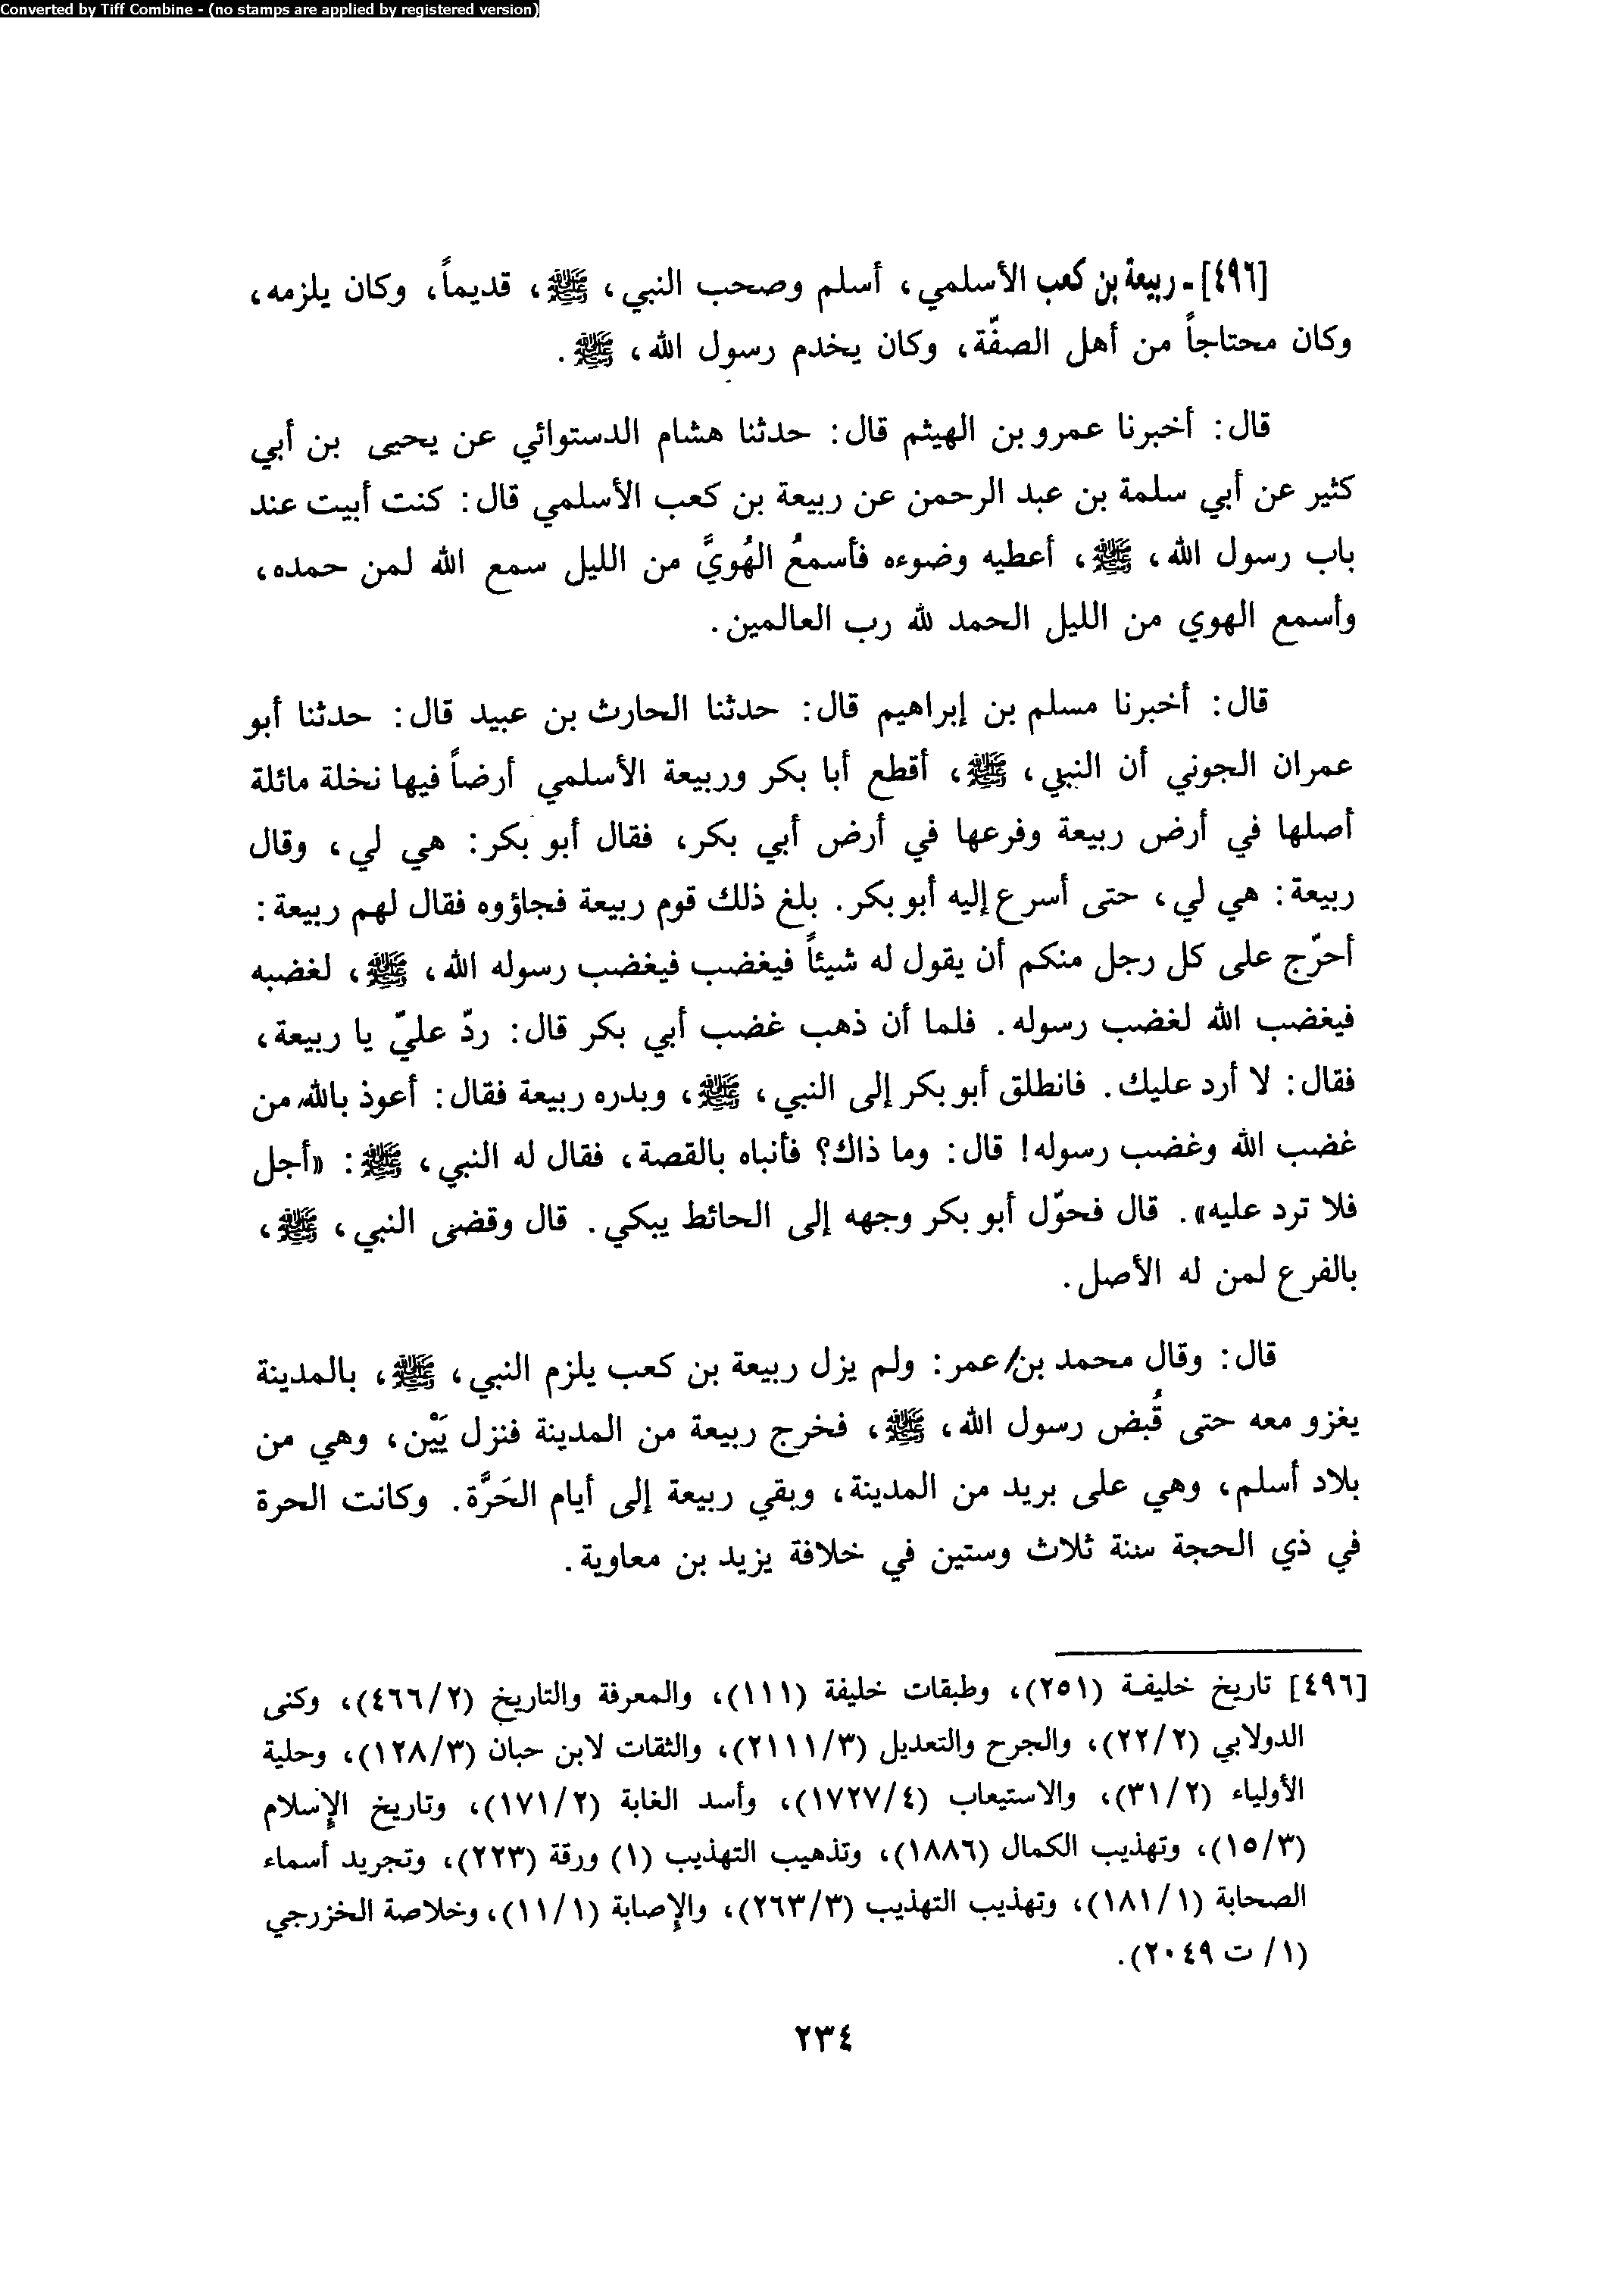 Converted by Tiff Combine - (no stamps are applied by registered version)
[٤٩٦]- ربيعة بن كعب الأسلمي، أسلم وصحب النبي، ﷺ، قديماً، وكان يلزمه،
وكان محتاجاً من أهل الصفّة، وكان يخدم رسول الله، ﷺ.
قال: أخبرنا عمرو بن الهيثم قال: حدثنا هشام الدستوائي عن يحيى بن أبي
كثير عن أبي سلمة بن عبد الرحمن عن ربيعة بن كعب الأسلمي قال: كنت أبيت عند
باب رسول الله، ﷺ، أعطيه وضوءه فأسمعُ الهُويَّ من الليل سمع الله لمن حمده،
وأسمع الهوي من الليل الحمد لله رب العالمين.
قال: أخبرنا مسلم بن إبراهيم قال: حدثنا الحارث بن عبيد قال: حدثنا أبو
عمران الجوني أن النبي، ﷺ، أقطع أبا بكر وربيعة الأسلمي أرضاً فيها نخلة مائلة
أصلها في أرض ربيعة وفرعها في أرض أبي بكر، فقال أبو بكر: هي لي، وقال
ربيعة: هي لي، حتى أسرع إليه أبو بكر. بلغ ذلك قوم ربيعة فجاؤوه فقال لهم ربيعة:
أحرّج على كل رجل منكم أن يقول له شيئاً فيغضب فيغضب رسوله الله، ﷺ، لغضبه
فيغضب الله لغضب رسوله. فلما أن ذهب غضب أبي بكر قال: ردّ عليّ يا ربيعة،
فقال: لا أرد عليك. فانطلق أبو بكر إلى النبي، ﷺ، وبدره ربيعة فقال: أعوذ بالله من
غضب الله وغضب رسوله! قال: وما ذاك؟ فأنباه بالقصة، فقال له النبي، ﷺ: «أجل
فلا ترد عليه». قال فحوّل أبو بكر وجهه إلى الحائط يبكي. قال وقضى النبي، ﷺ،
بالفرع لمن له الأصل.
قال: وقال محمد بن/عمر: ولم يزل ربيعة بن كعب يلزم النبي، ﷺ، بالمدينة
يغزو معه حتى قُبض رسول الله، ﷺ، فخرج ربيعة من المدينة فنزل يَيْن، وهي من
بلاد أسلم، وهي على بريد من المدينة، وبقي ربيعة إلى أيام الحَرَّة. وكانت الحرة
في ذي الحجة سنة ثلاث وستين في خلافة يزيد بن معاوية.
[٤٩٦] تاريخ خليفة (٢٥١)، وطبقات خليفة (١١١)، والمعرفة والتاريخ (٤٦٦/٢)، وكنى
الدولابي (٢٢/٢)، والجرح والتعديل (٢١١١/٣)، والثقات لابن حبان (١٢٨/٣)، وحلية
الأولياء (٣١/٢)، والاستيعاب (١٧٢٧/٤)، وأسد الغابة (١٧١/٢)، وتاريخ الإسلام
(١٥/٣)، وتهذيب الكمال (١٨٨٦)، وتذهيب التهذيب (١) ورقة (٢٢٣)، وتجريد أسماء
الصحابة (١٨١/١)، وتهذيب التهذيب (٢٦٣/٣)، والإصابة (١١/١)، وخلاصة الخزرجي
(١/ ت ٢٠٤٩).
٢٣٤